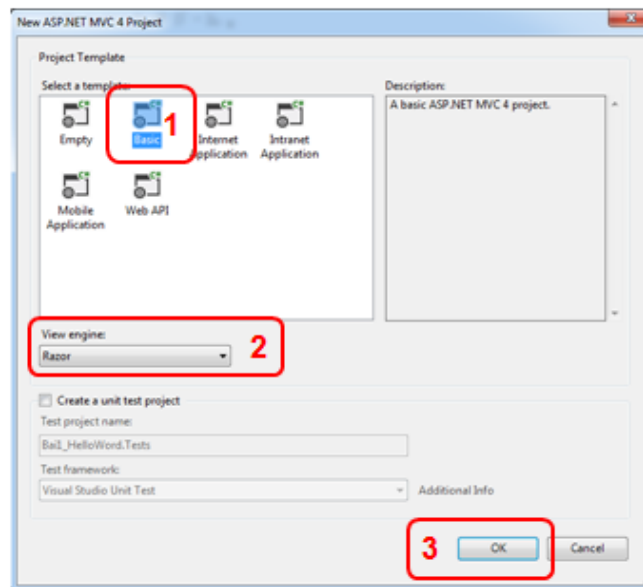 New ASP.NET MVC 4 Project
Project Template
Select a template:
Description:
A basic ASP.NET MVC 4 project.
1
Empty
Basic
Internet Application
Intranet Application
Mobile Application
Web API
View engine:
Razor
2
Create a unit test project
Test project name:
Bai1_HelloWord.Tests
Test framework:
Visual Studio Unit Test
Additional Info
3
OK
Cancel